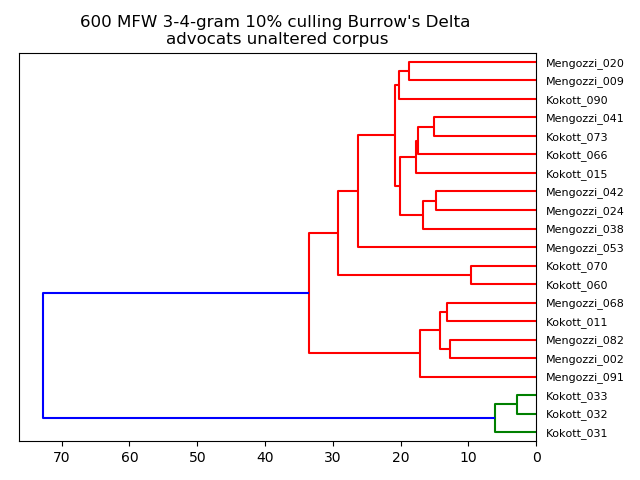 600 MFW 3-4-gram 10% culling Burrow's Delta
advocats unaltered corpus
Mengozzi_020
Mengozzi_009
Kokott_090
Mengozzi_041
Kokott_073
Kokott_066
Kokott_015
Mengozzi_042
Mengozzi_024
Mengozzi_038
Mengozzi_053
Kokott_070
Kokott_060
Mengozzi_068
Kokott_011
Mengozzi_082
Mengozzi_002
Mengozzi_091
Kokott_033
Kokott_032
Kokott_031
70 60 50 40 30 20 10 0